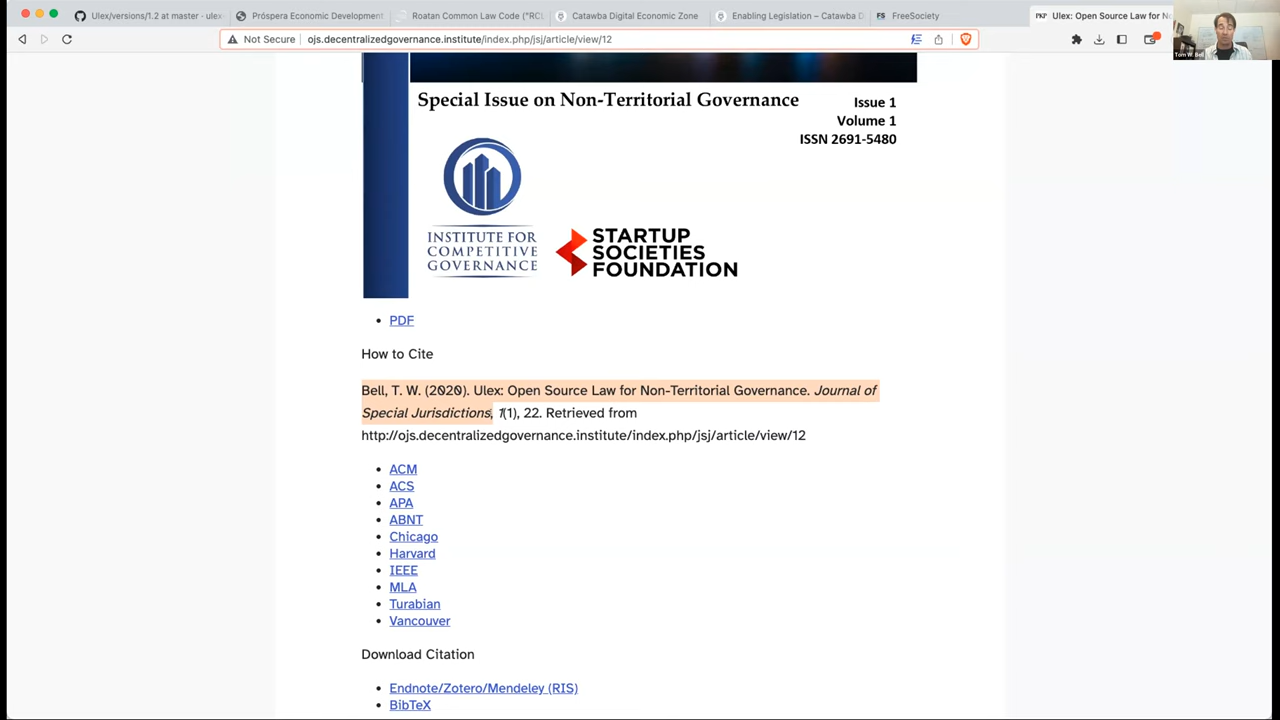 Ulex/versions/1.2 at master · ulex-
Próspera Economic Development
Roatan Common Law Code ("RCL
Catawba Digital Economic Zone
Enabling Legislation – Catawba D
FS FreeSociety
PKP Ulex: Open Source Law for No
Not Secure ojs.decentralizedgovernance.institute/index.php/jsj/article/view/12
Tom W. Bell
Special Issue on Non-Territorial Governance
Issue 1
Volume 1
ISSN 2691-5480
INSTITUTE FOR
COMPETITIVE
GOVERNANCE
STARTUP
SOCIETIES
FOUNDATION
• PDF
How to Cite
Bell, T. W. (2020). Ulex: Open Source Law for Non-Territorial Governance. Journal of
Special Jurisdictions, 1(1), 22. Retrieved from
http://ojs.decentralizedgovernance.institute/index.php/jsj/article/view/12
• ACM
• ACS
• APA
• ABNT
• Chicago
• Harvard
• IEEE
• MLA
• Turabian
• Vancouver
Download Citation
• Endnote/Zotero/Mendeley (RIS)
• BibTeX